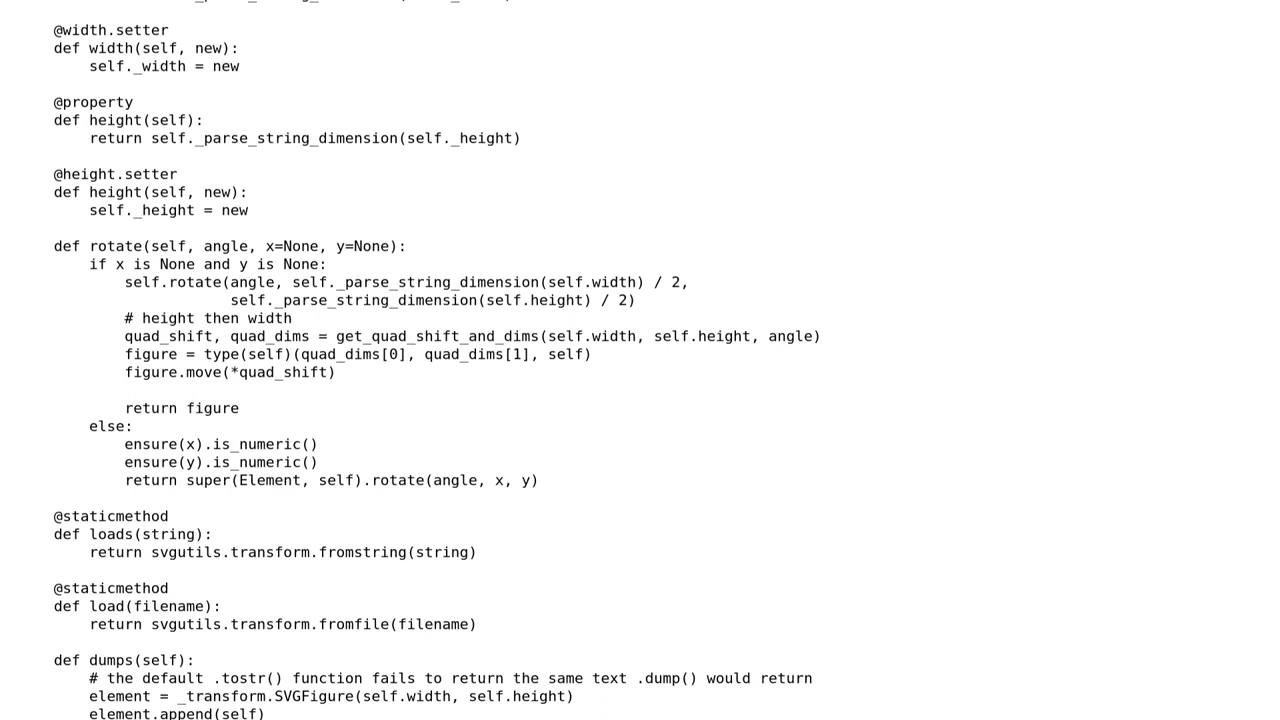 @width.setter
def width(self, new):
self._width = new
@property
def height(self):
return self._parse_string_dimension(self._height)
@height.setter
def height(self, new):
self._height = new
def rotate(self, angle, x=None, y=None):
if x is None and y is None:
self.rotate(angle, self._parse_string_dimension(self.width) / 2,
self._parse_string_dimension(self.height) / 2)
# height then width
quad_shift, quad_dims = get_quad_shift_and_dims(self.width, self.height, angle)
figure = type(self)(quad_dims[0], quad_dims[1], self)
figure.move(*quad_shift)
return figure
else:
ensure(x).is_numeric()
ensure(y).is_numeric()
return super(Element, self).rotate(angle, x, y)
@staticmethod
def loads(string):
return svgutils.transform.fromstring(string)
@staticmethod
def load(filename):
return svgutils.transform.fromfile(filename)
def dumps(self):
# the default .tostr() function fails to return the same text .dump() would return
element = _transform.SVGFigure(self.width, self.height)
element.append(self)